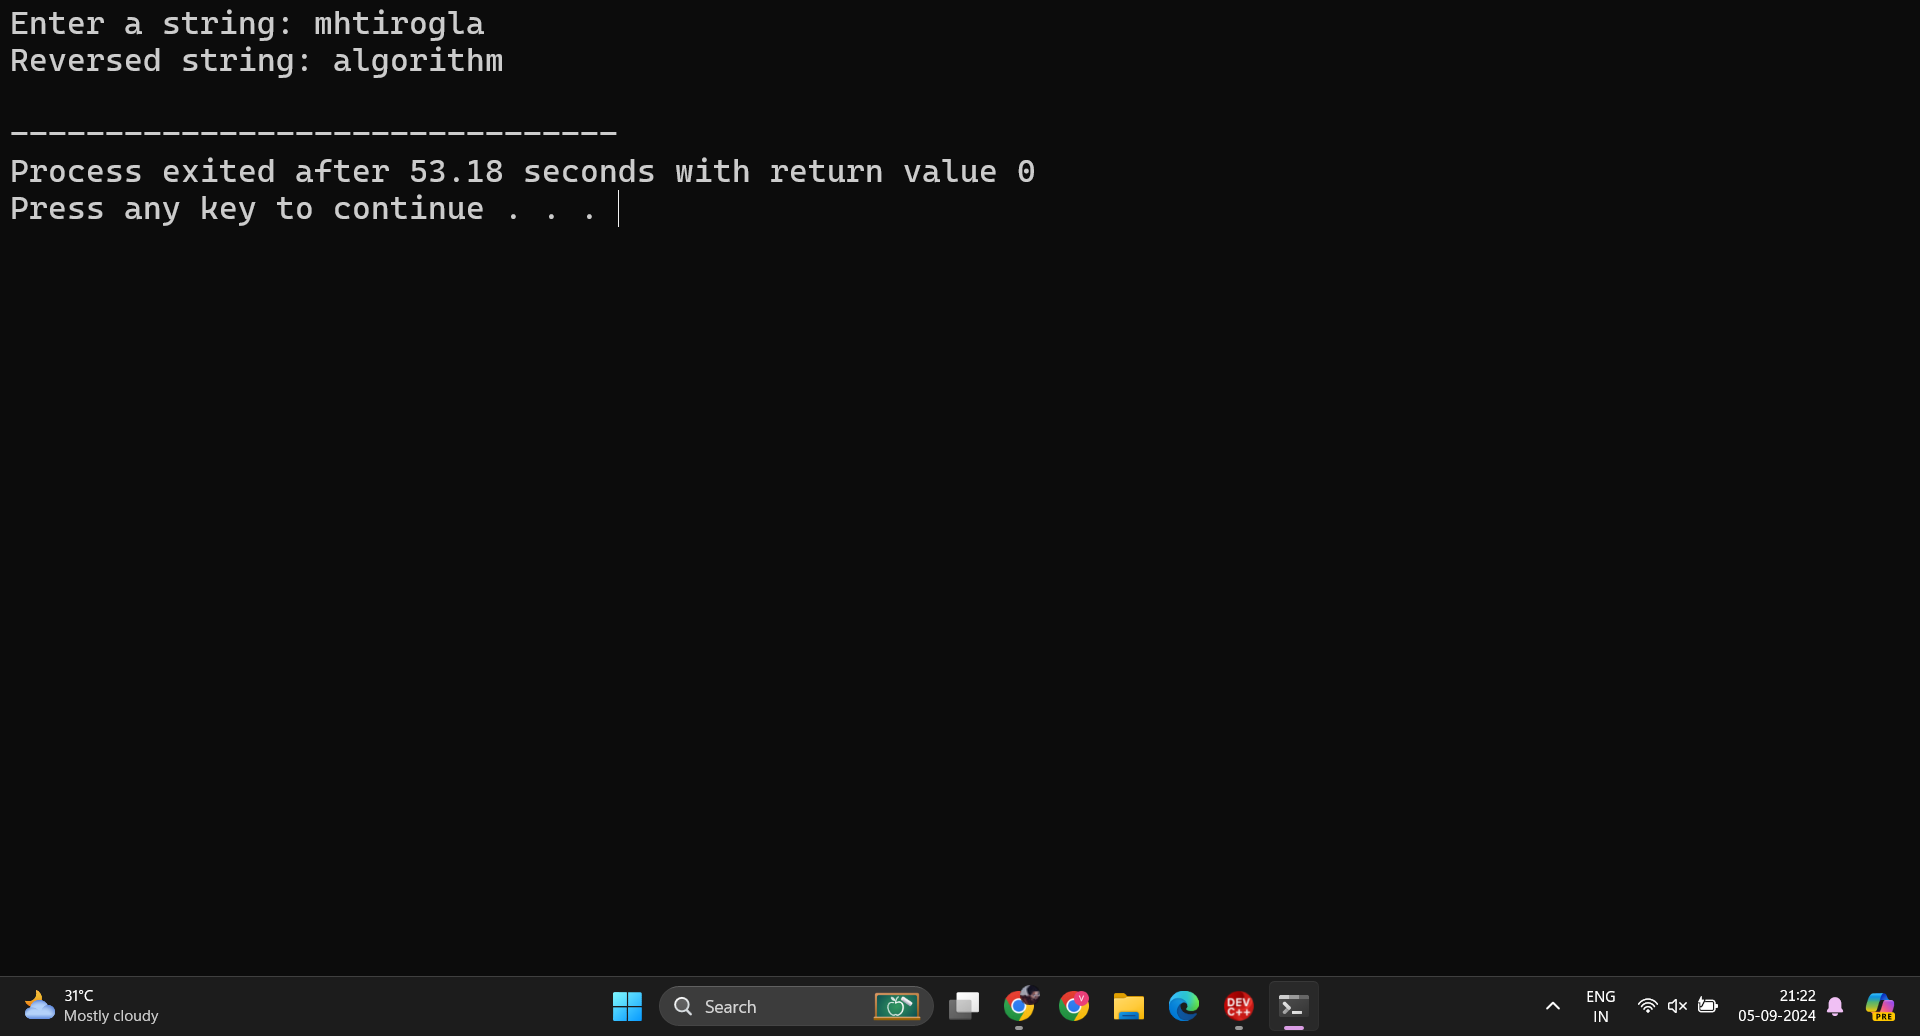 Enter a string: mhtirogla
Reversed string: algorithm
--------------------------------
Process exited after 53.18 seconds with return value 0
Press any key to continue . . .
31°C
Mostly cloudy
Search
V
DEV
C++
ENG
IN
21:22
05-09-2024
PRE